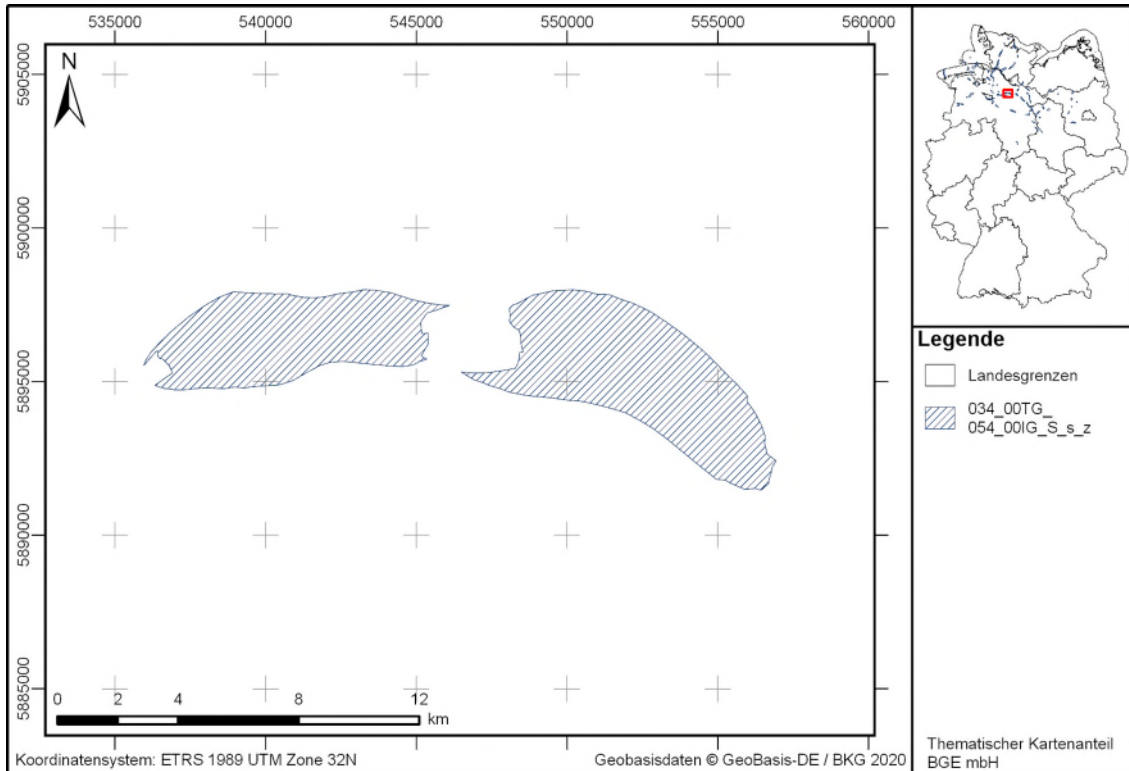 535000 540000 545000 550000 555000 560000
N
5905000
5900000
5895000
5890000
5885000
0 2 4 8 12
km
Koordinatensystem: ETRS 1989 UTM Zone 32N
Geobasisdaten © GeoBasis-DE / BKG 2020
Legende
Landesgrenzen
034_00TG_
054_00IG_S_s_z
Thematischer Kartenanteil
BGE mbH